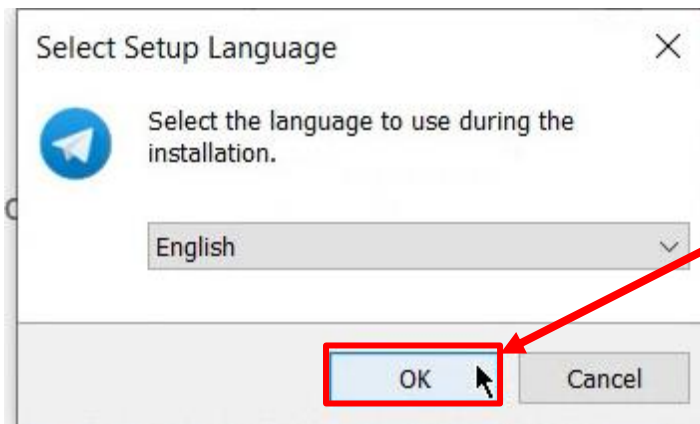 Select Setup Language
Select the language to use during the
installation.
English
OK
Cancel